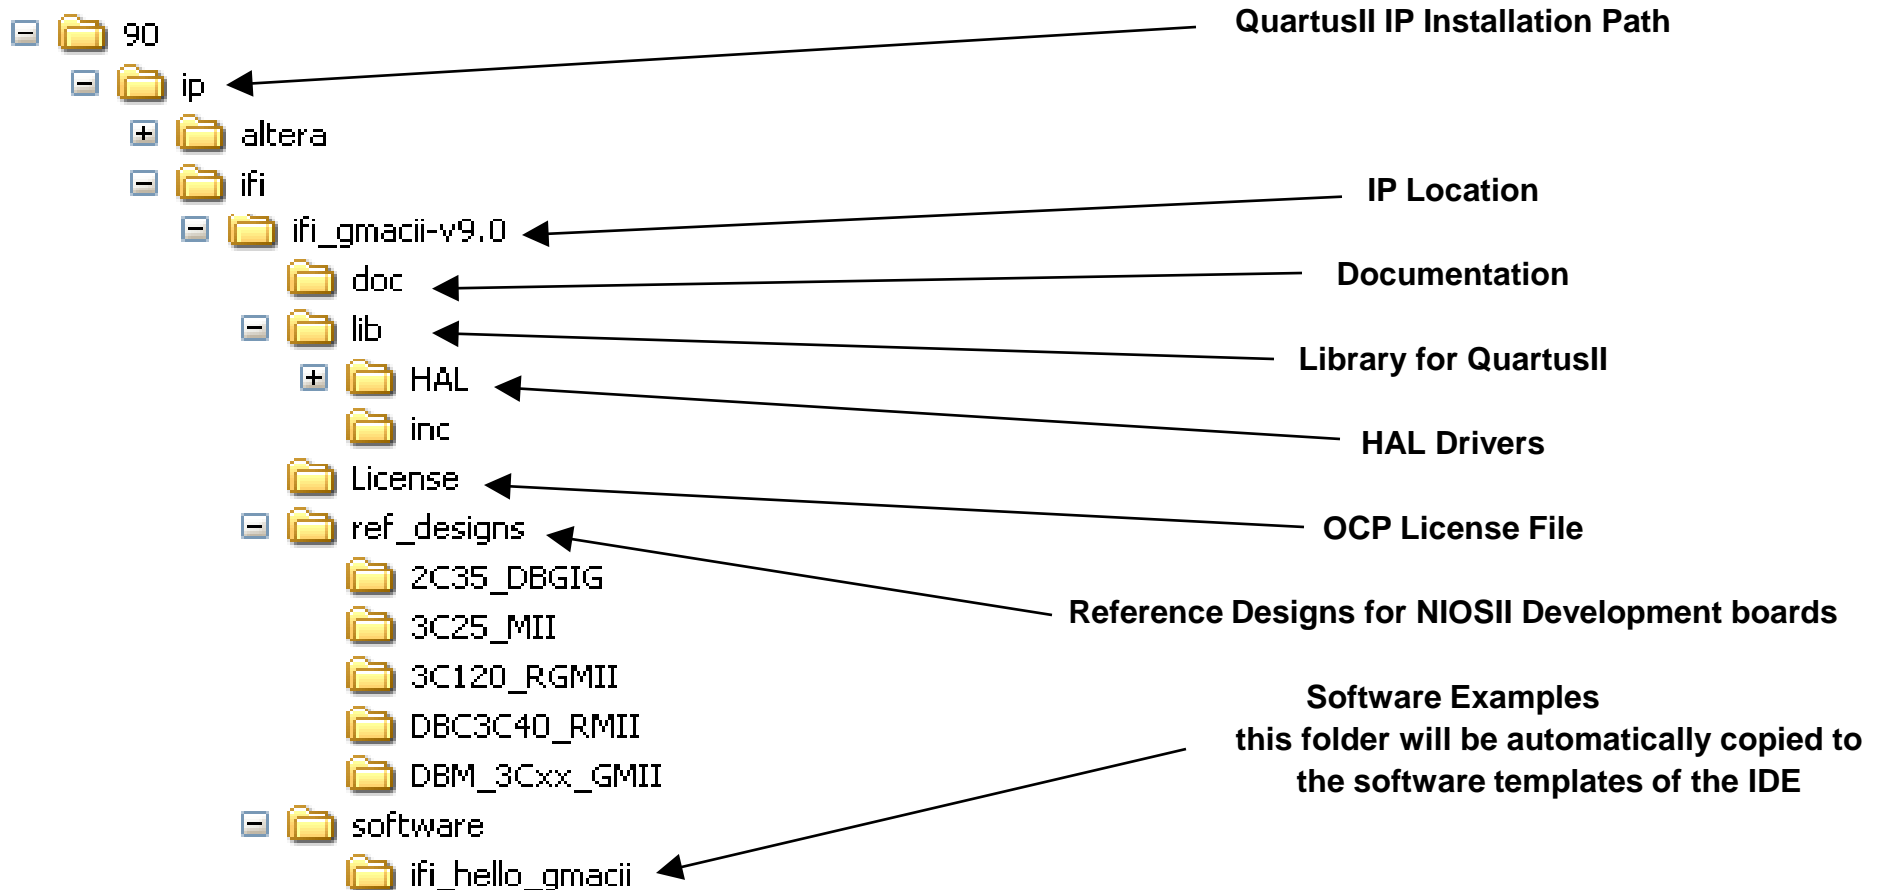 90
QuartusII IP Installation Path
ip
altera
ifi
IP Location
ifi_gmacii-v9.0
doc
Documentation
lib
Library for QuartusII
HAL
inc
HAL Drivers
License
OCP License File
ref_designs
2C35_DBGIG
3C25_MII
Reference Designs for NIOSII Development boards
3C120_RGMII
DBC3C40_RMII
DBM_3Cxx_GMII
Software Examples
this folder will be automatically copied to
the software templates of the IDE
software
ifi_hello_gmacii